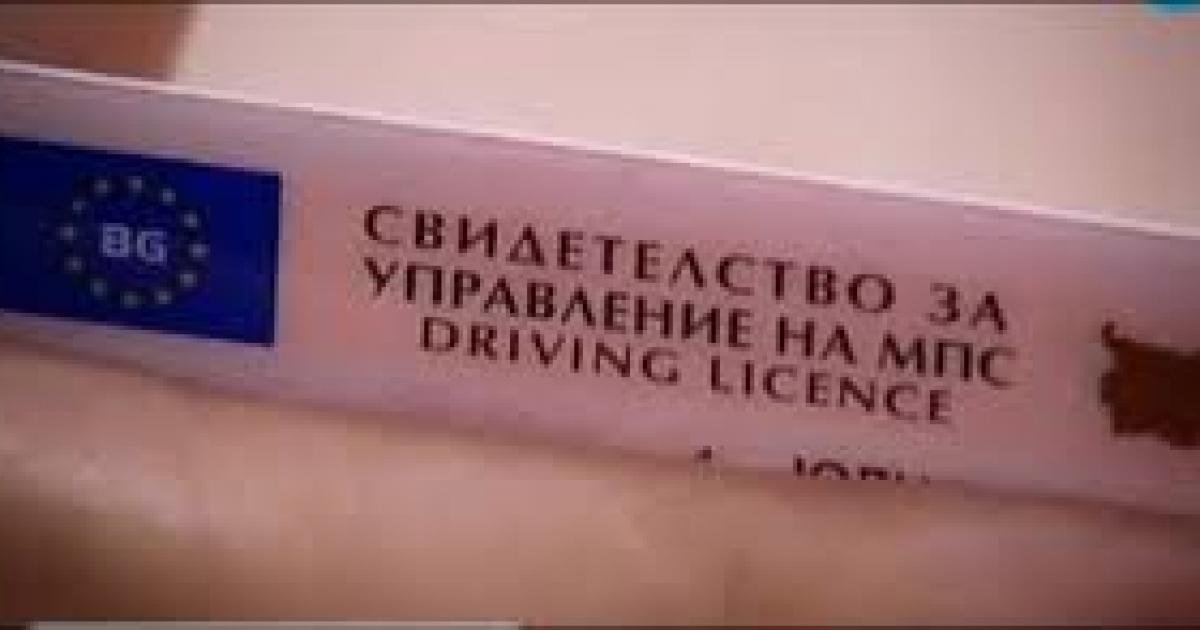 BG
СВИДЕТЕЛСТВО ЗА
УПРАВЛЕНИЕ НА МПС
DRIVING LICENCE